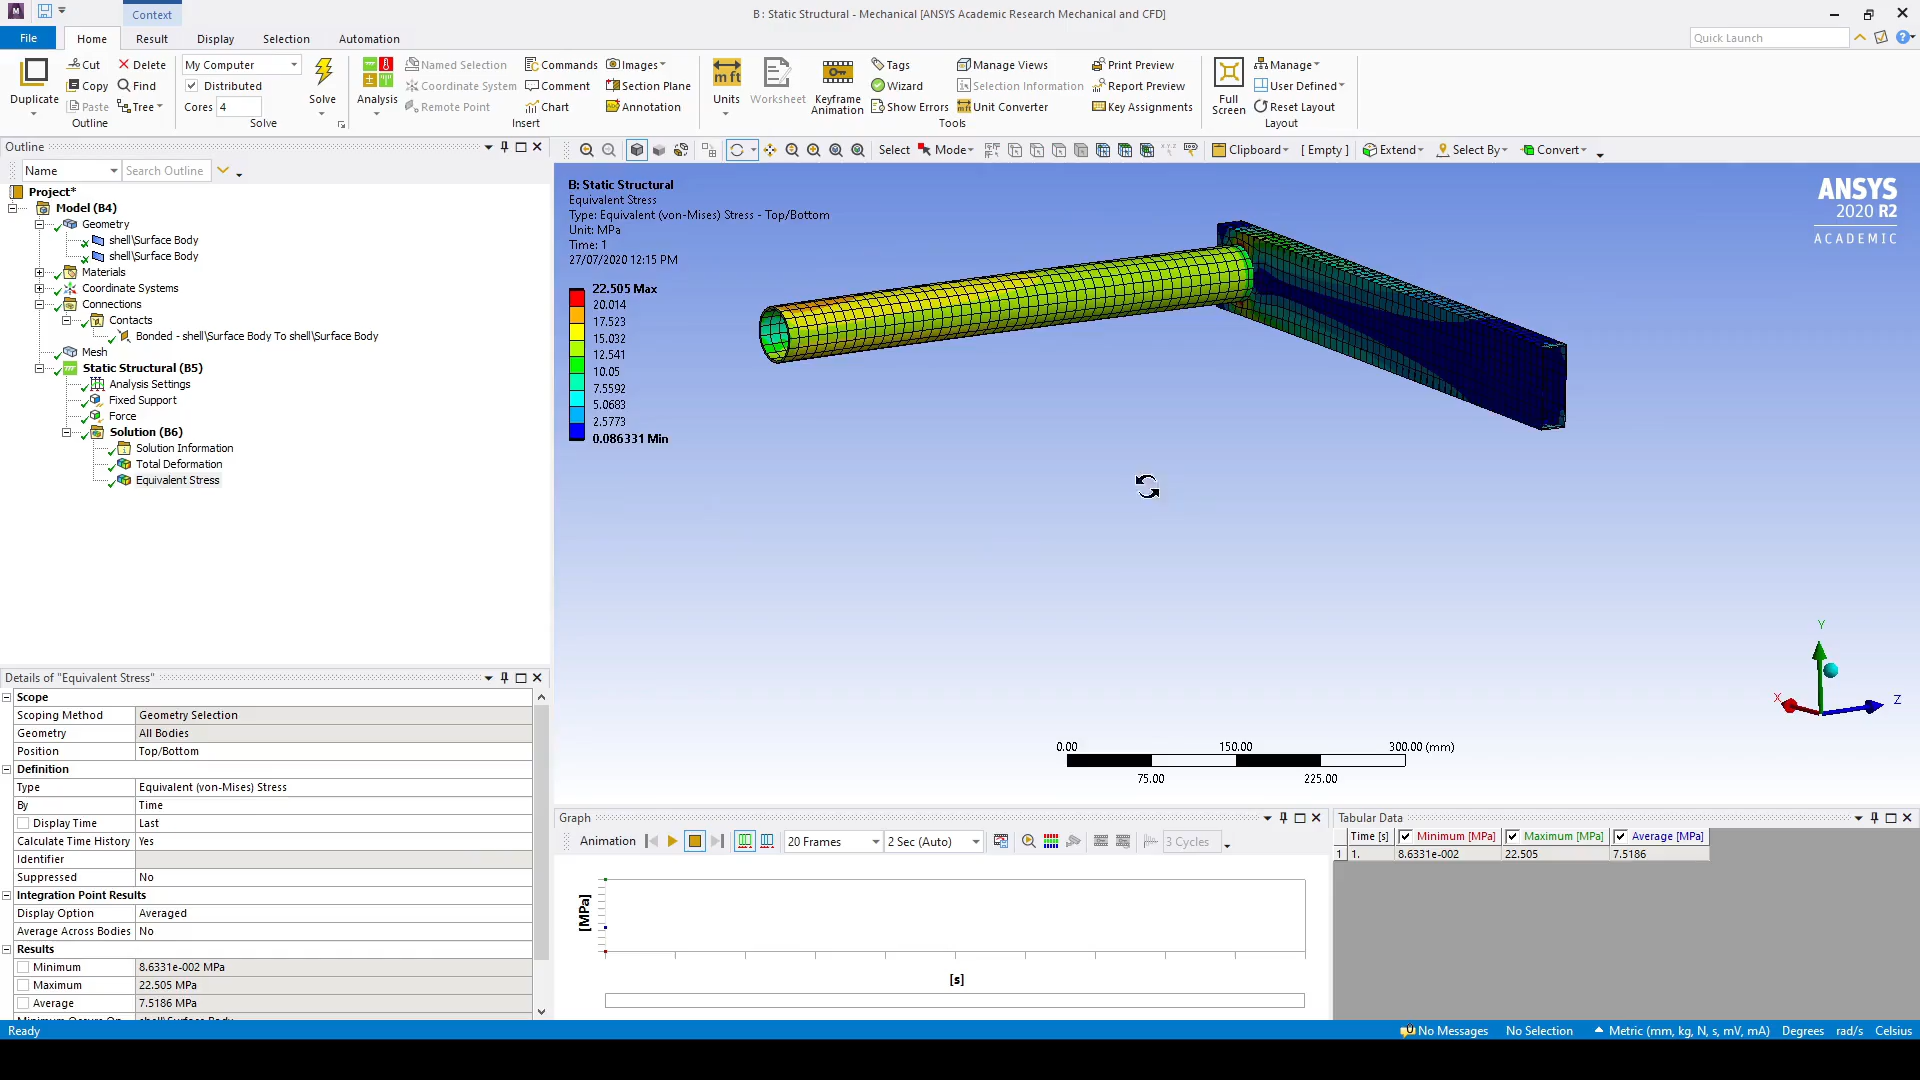 Context
B : Static Structural - Mechanical [ANSYS Academic Research Mechanical and CFD]
File Home Result Display Selection Automation
Quick Launch
Duplicate
Cut
Copy
Paste
Delete
Find
Tree
Outline
My Computer
Distributed
Cores 4
Solve
Solve
Analysis
Named Selection
Coordinate System
Remote Point
Commands
Comment
Chart
Images
Section Plane
Annotation
Insert
Units
Worksheet
Keyframe
Animation
Tags
Wizard
Show Errors
Manage Views
Selection Information
Unit Converter
Print Preview
Report Preview
Key Assignments
Tools
Full
Screen
Manage
User Defined
Reset Layout
Layout
Outline
Name
Search Outline
Select Mode Clipboard [ Empty ] Extend Select By Convert
Project*
Model (B4)
Geometry
shell\Surface Body
shell\Surface Body
Materials
Coordinate Systems
Connections
Contacts
Bonded - shell\Surface Body To shell\Surface Body
Mesh
Static Structural (B5)
Analysis Settings
Fixed Support
Force
Solution (B6)
Solution Information
Total Deformation
Equivalent Stress
B: Static Structural
Equivalent Stress
Type: Equivalent (von-Mises) Stress - Top/Bottom
Unit: MPa
Time: 1
27/07/2020 12:15 PM
22.505 Max
20.014
17.523
15.032
12.541
10.05
7.5592
5.0683
2.5773
0.086331 Min
ANSYS
2020 R2
ACADEMIC
Y
X
Z
0.00 150.00 300.00 (mm)
75.00 225.00
Details of "Equivalent Stress"
Scope
Scoping Method Geometry Selection
Geometry All Bodies
Position Top/Bottom
Definition
Type Equivalent (von-Mises) Stress
By Time
Display Time Last
Calculate Time History Yes
Identifier
Suppressed No
Integration Point Results
Display Option Averaged
Average Across Bodies No
Results
Minimum 8.6331e-002 MPa
Maximum 22.505 MPa
Average 7.5186 MPa
Graph
Animation 20 Frames 2 Sec (Auto) 3 Cycles
[MPa]
[s]
Tabular Data
Time [s] Minimum [MPa] Maximum [MPa] Average [MPa]
1 1. 8.6331e-002 22.505 7.5186
Ready
No Messages No Selection Metric (mm, kg, N, s, mV, mA) Degrees rad/s Celsius